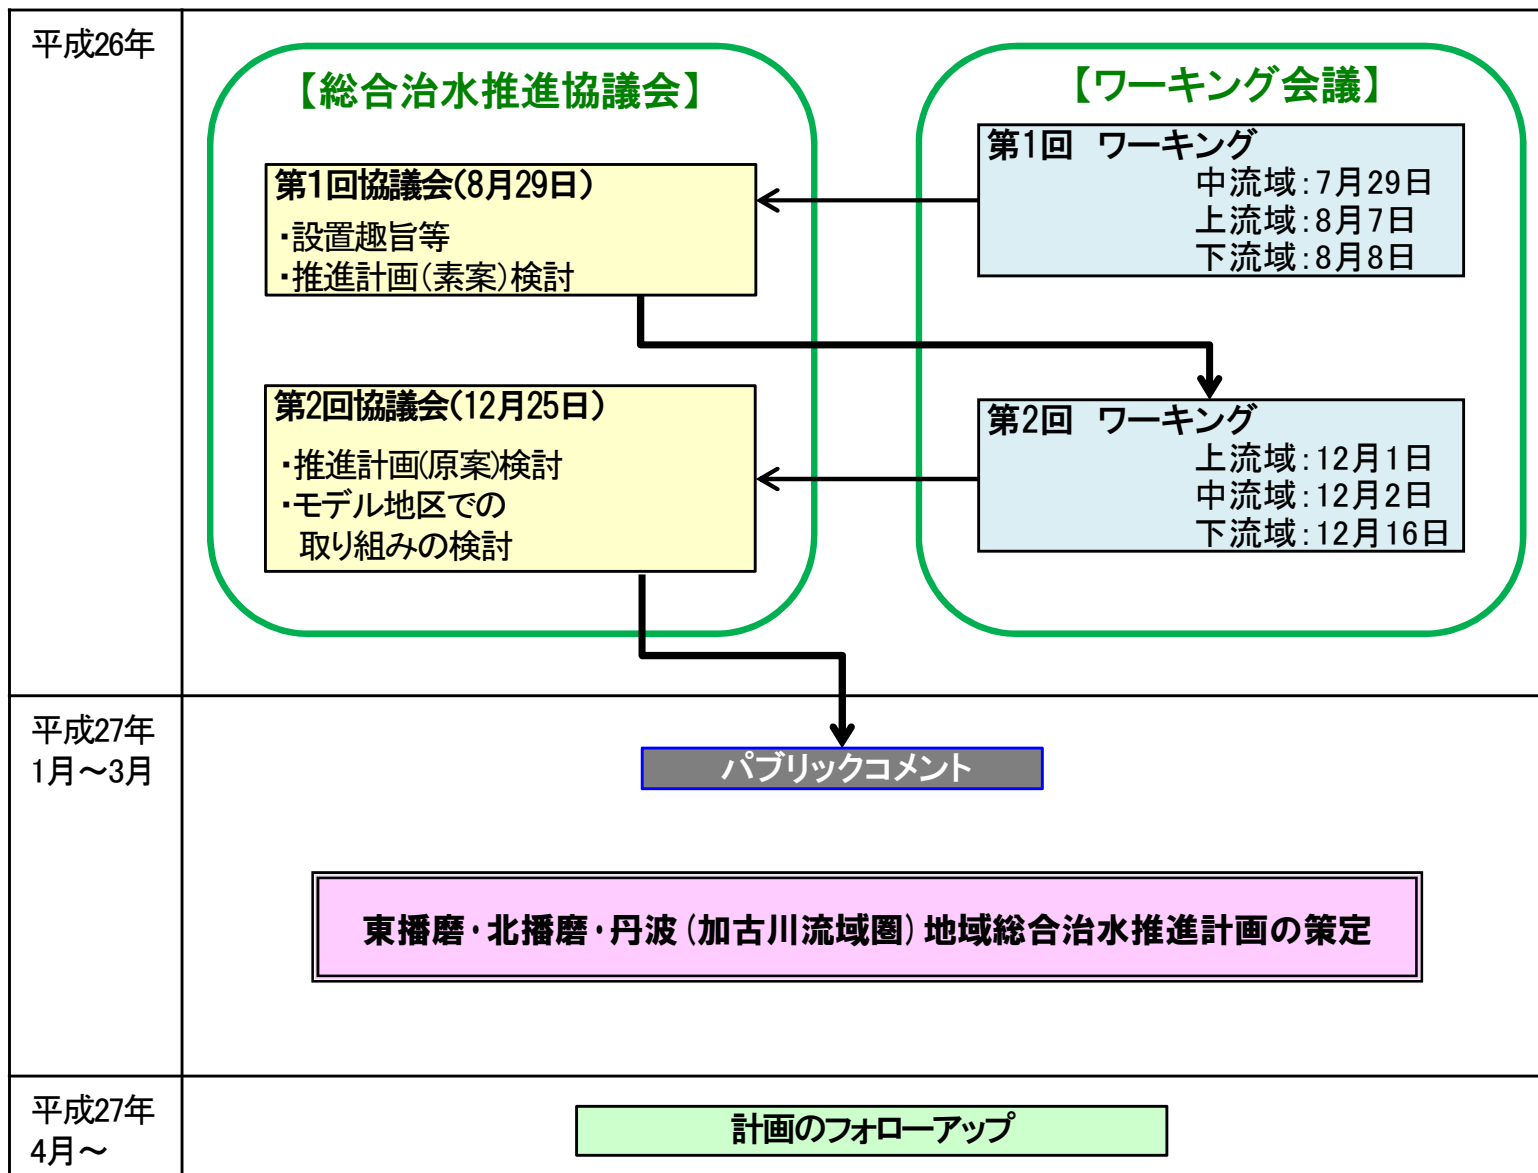 平成26年
【総合治水推進協議会】
第1回協議会(8月29日)
・設置趣旨等
・推進計画(素案)検討
第2回協議会(12月25日)
・推進計画(原案)検討
・モデル地区での
取り組みの検討
【ワーキング会議】
第1回 ワーキング
中流域:7月29日
上流域:8月7日
下流域:8月8日
第2回 ワーキング
上流域:12月1日
中流域:12月2日
下流域:12月16日
平成27年
1月～3月
パブリックコメント
東播磨・北播磨・丹波(加古川流域圏)地域総合治水推進計画の策定
平成27年
4月～
計画のフォローアップ